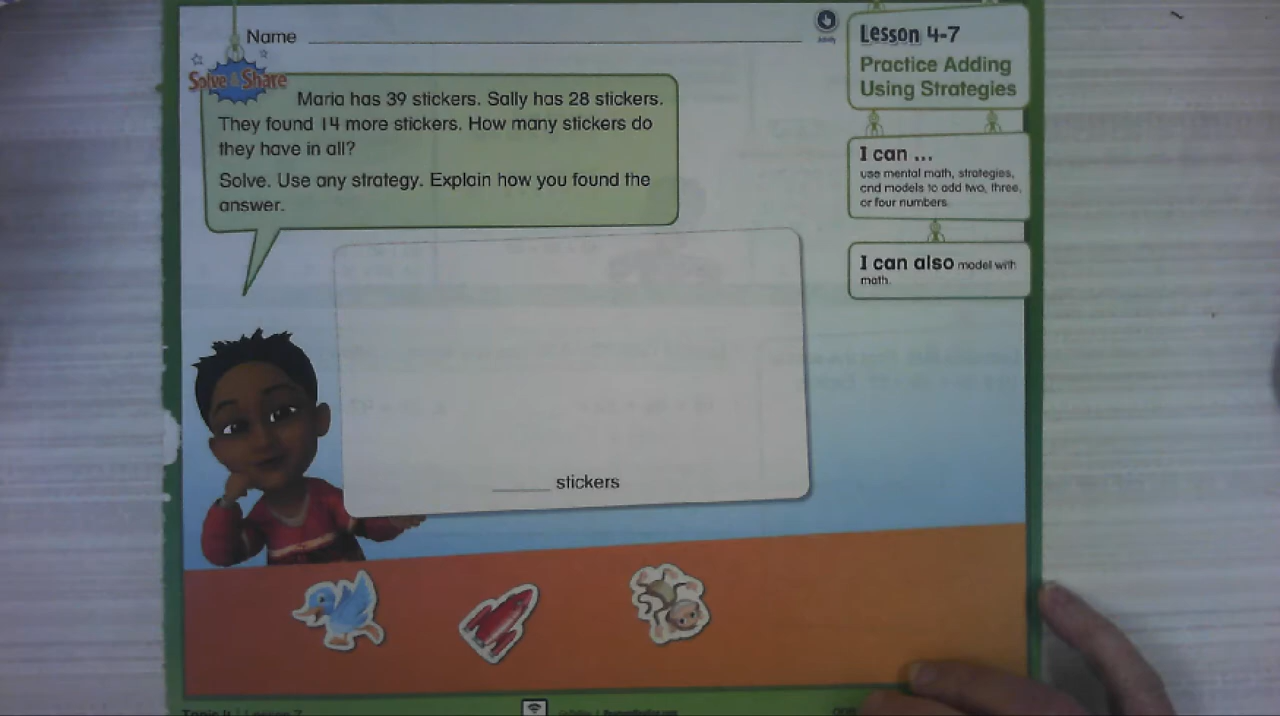 Name
Activity
Solve & Share
Maria has 39 stickers. Sally has 28 stickers.
They found 14 more stickers. How many stickers do
they have in all?
Solve. Use any strategy. Explain how you found the
answer.
stickers
Lesson 4-7
Practice Adding
Using Strategies
I can ...
use mental math, strategies,
and models to add two, three,
or four numbers.
I can also model with
math.